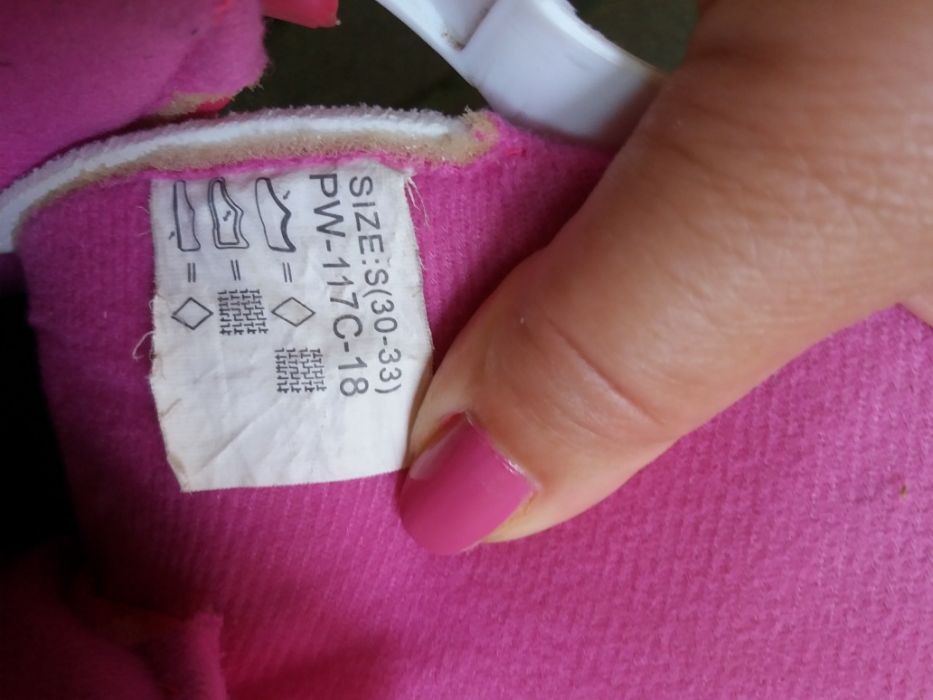 SIZE:S(30-33)
PW-117C-18
=
=
=